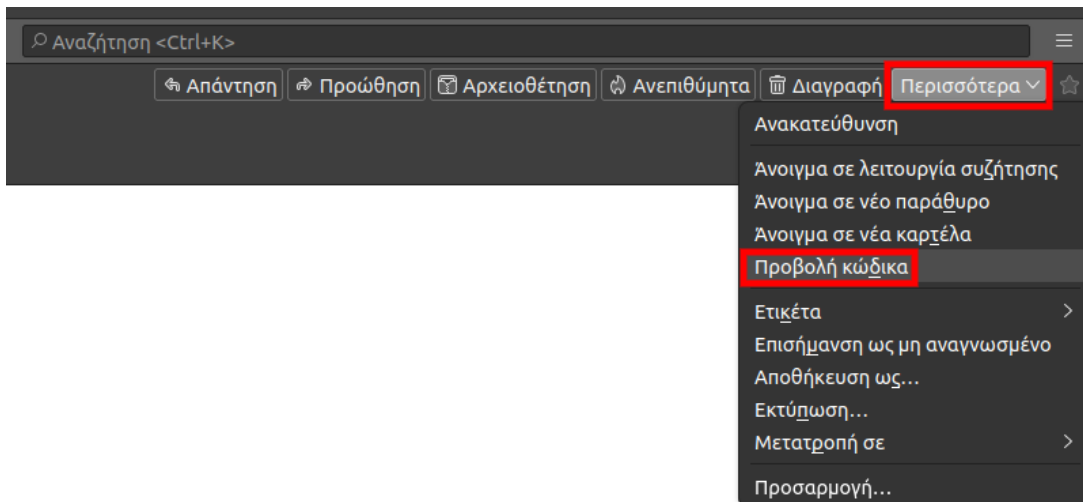 Αναζήτηση <Ctrl+K>
Απάντηση Προώθηση Αρχειοθέτηση Ανεπιθύμητα Διαγραφή Περισσότερα
Ανακατεύθυνση
Άνοιγμα σε λειτουργία συζήτησης
Άνοιγμα σε νέο παράθυρο
Άνοιγμα σε νέα καρτέλα
Προβολή κώδικα
Ετικέτα
Επισήμανση ως μη αναγνωσμένο
Αποθήκευση ως...
Εκτύπωση...
Μετατροπή σε
Προσαρμογή...